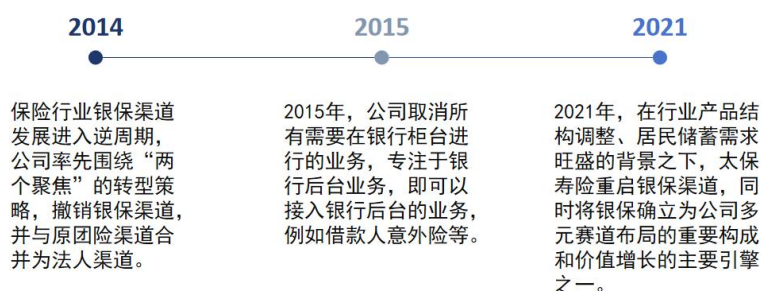 2014
2015
2021
保险行业银保渠道
发展进入逆周期,
公司率先围绕“两
个聚焦”的转型策
略,撤销银保渠道,
并与原团险渠道合
并为法人渠道。
2015年,公司取消所
有需要在银行柜台进
行的业务,专注于银
行后台业务,即可以
接入银行后台的业务,
例如借款人意外险等。
2021年,在行业产品结
构调整、居民储蓄需求
旺盛的背景之下,太保
寿险重启银保渠道,同
时将银保确立为公司多
元赛道布局的重要构成
和价值增长的主要引擎
之一。